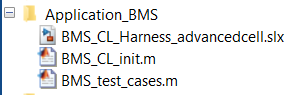 Application_BMS
BMS_CL_Harness_advancedcell.slx
BMS_CL_init.m
BMS_test_cases.m